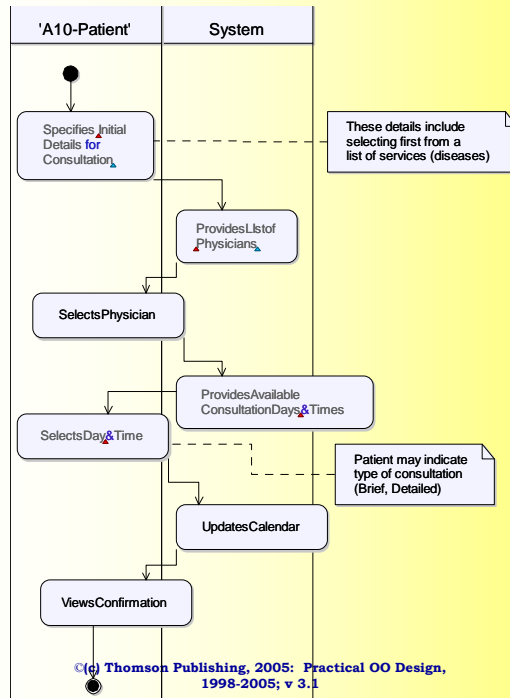 'A10-Patient'
System
Specifies Initial
Details for
Consultation
These details include
selecting first from a
list of services (diseases)
ProvidesLIstof
Physicians
SelectsPhysician
ProvidesAvailable
ConsultationDays&Times
SelectsDay&Time
Patient may indicate
type of consultation
(Brief, Detailed)
UpdatesCalendar
ViewsConfirmation
©(c) Thomson Publishing, 2005: Practical OO Design,
1998-2005; v 3.1